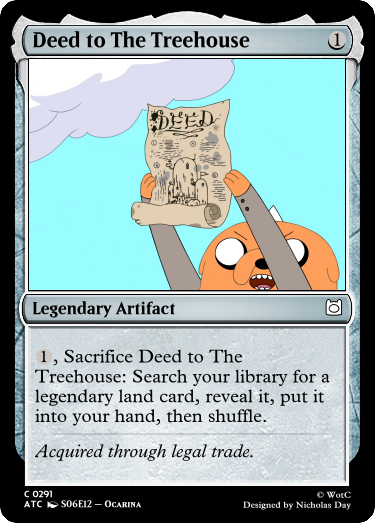 Deed to The Treehouse 1
DEED
Legendary Artifact
1, Sacrifice Deed to The
Treehouse: Search your library for a
legendary land card, reveal it, put it
into your hand, then shuffle.
Acquired through legal trade.
C 0291 © WotC
ATC S06E12 – Ocarina Designed by Nicholas Day